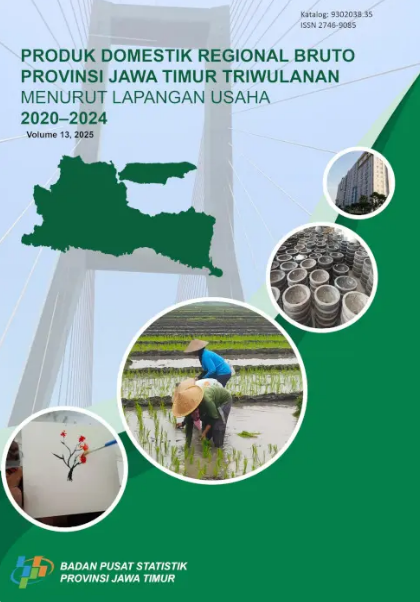 Katalog: 9302038.35
ISSN 2746-9085
PRODUK DOMESTIK REGIONAL BRUTO
PROVINSI JAWA TIMUR TRIWULANAN
MENURUT LAPANGAN USAHA
2020–2024
Volume 13, 2025
BADAN PUSAT STATISTIK
PROVINSI JAWA TIMUR